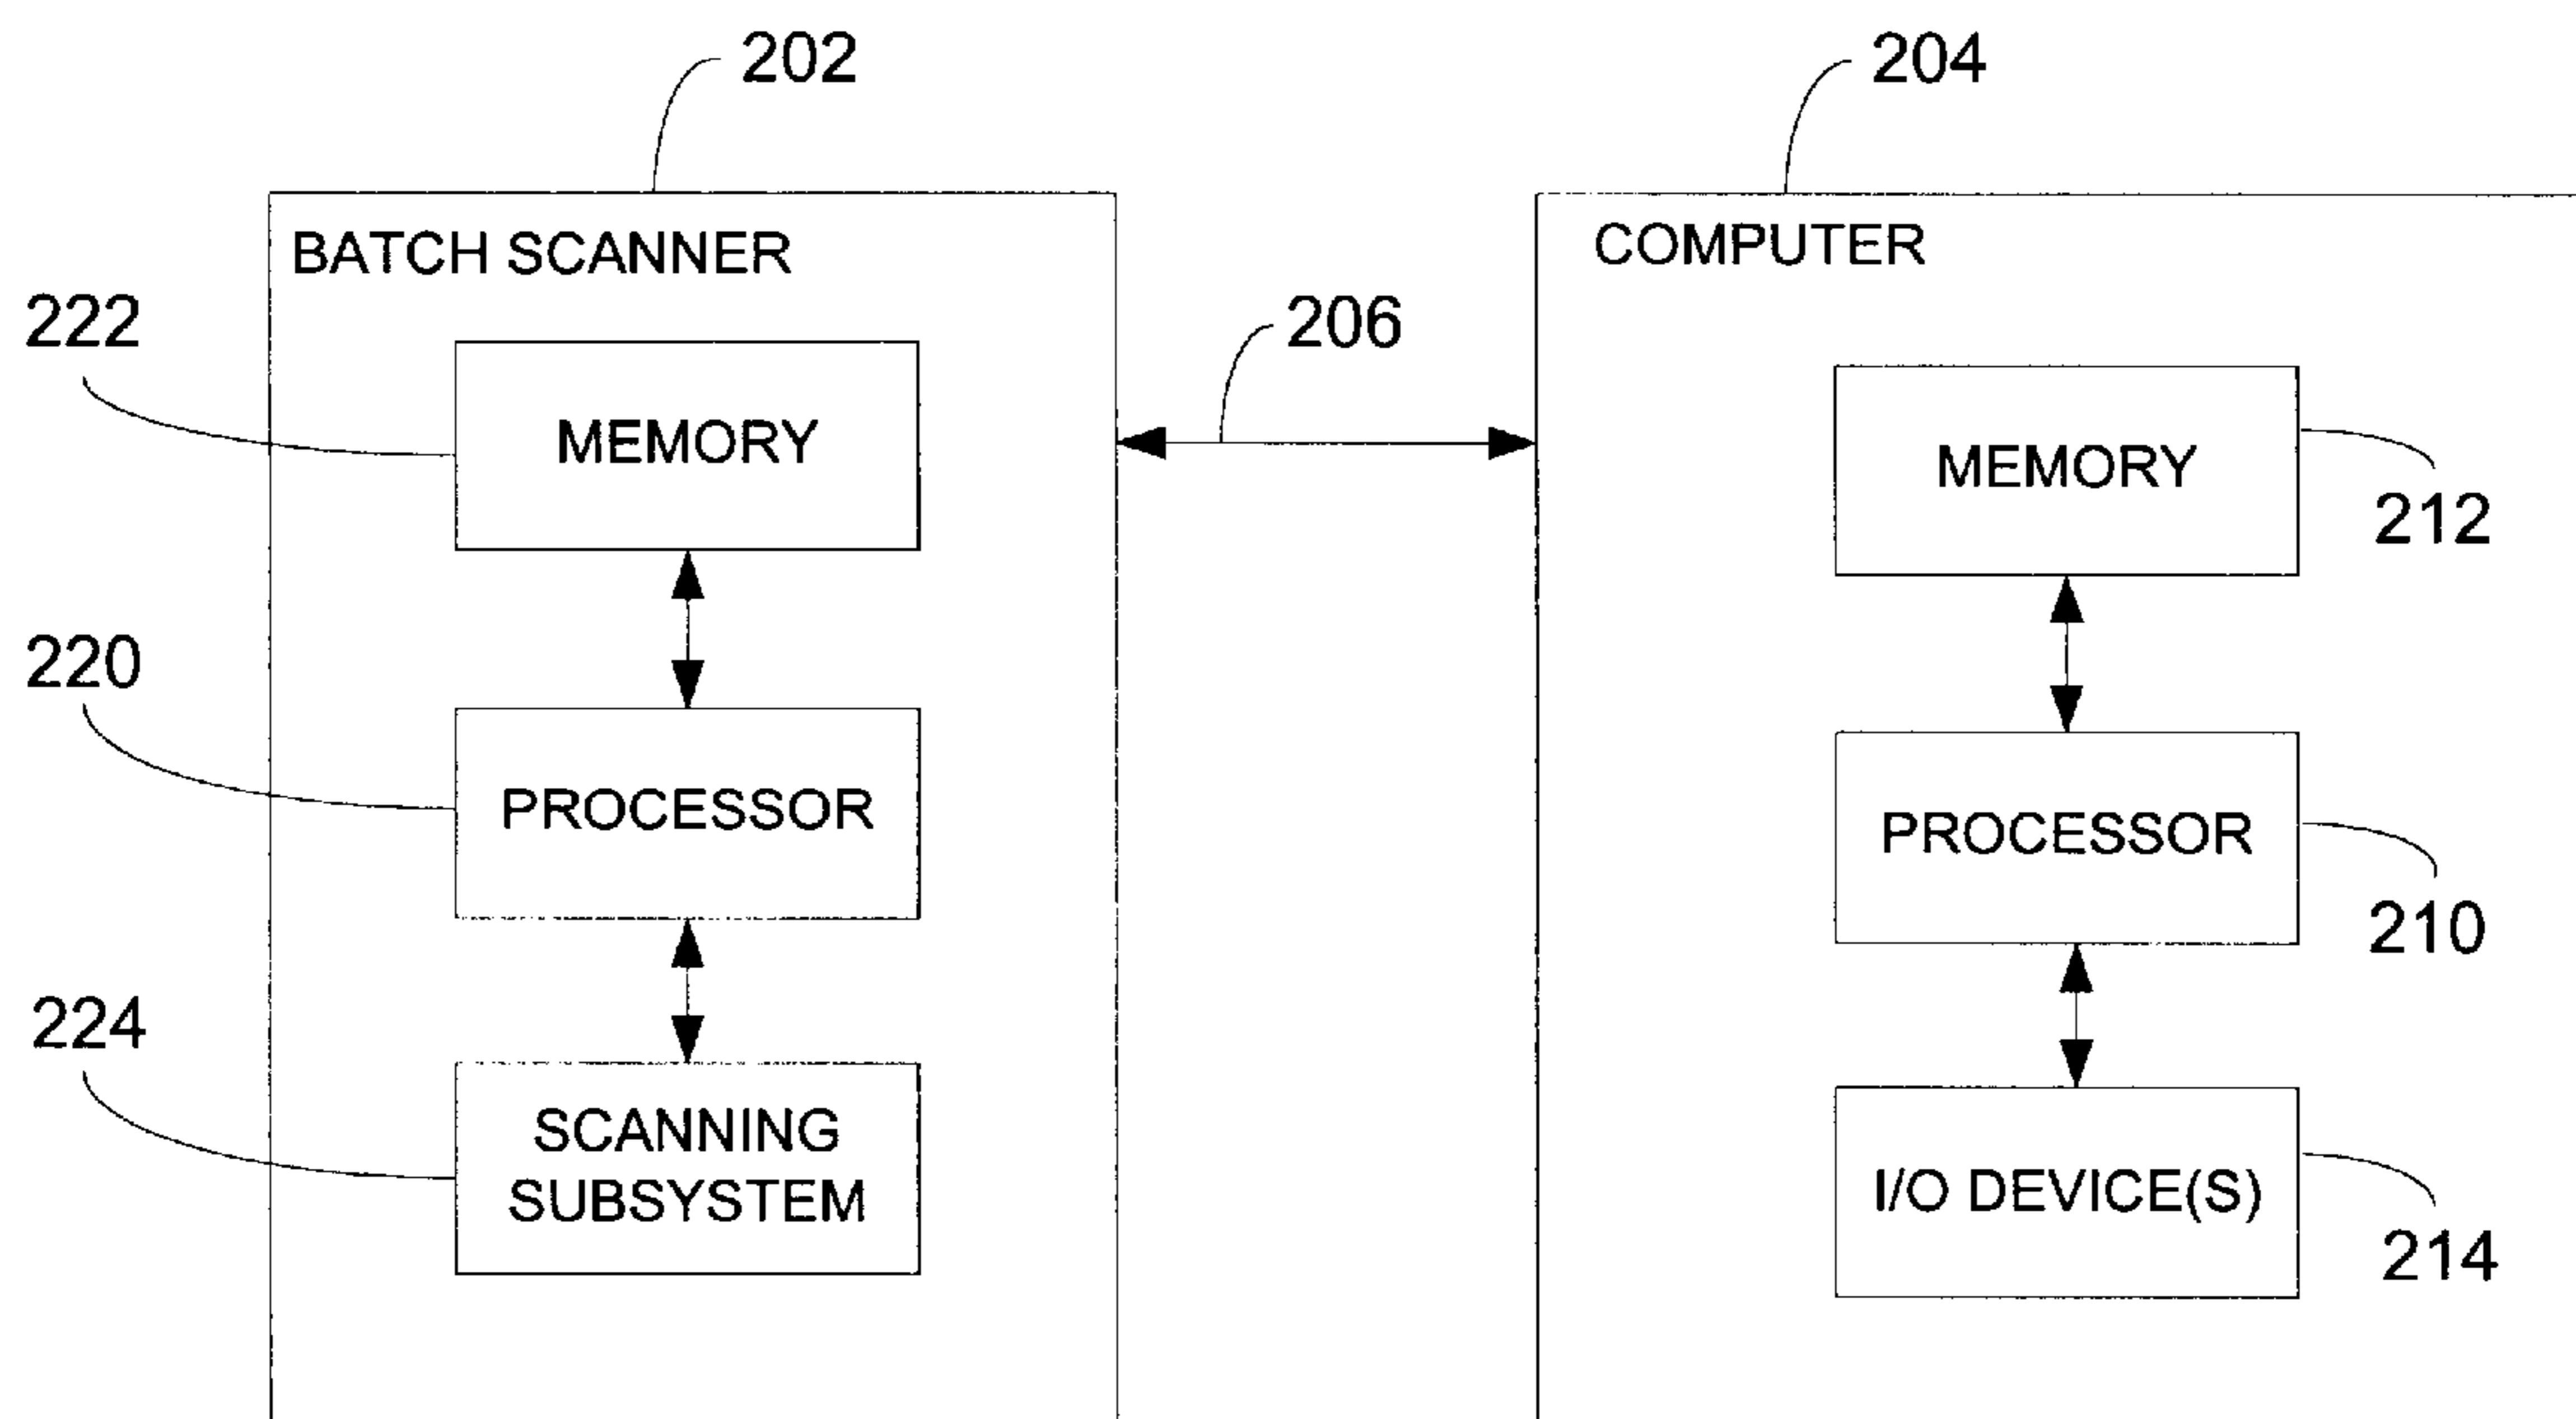 202
204
BATCH SCANNER
COMPUTER
222
206
MEMORY
MEMORY
212
220
PROCESSOR
PROCESSOR
210
224
SCANNING
SUBSYSTEM
I/O DEVICE(S)
214